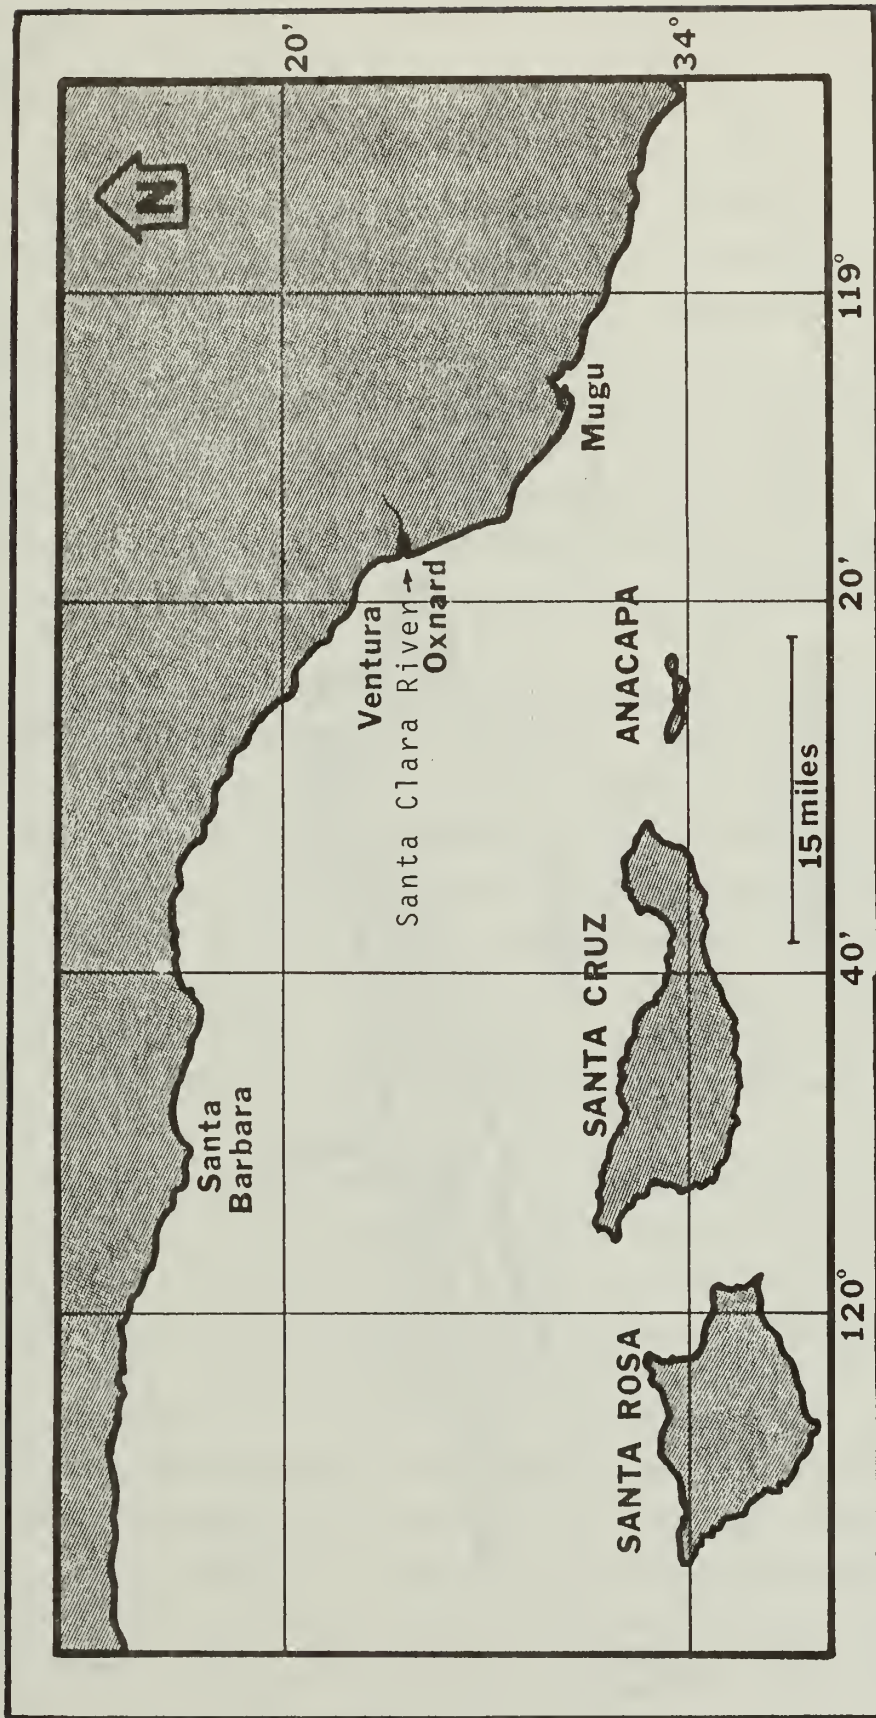 N
20'
Santa
Barbara
Ventura
Santa Clara River→
Oxnard
Mugu
SANTA CRUZ
ANACAPA
SANTA ROSA
34°
15 miles
120°
40'
20'
119°